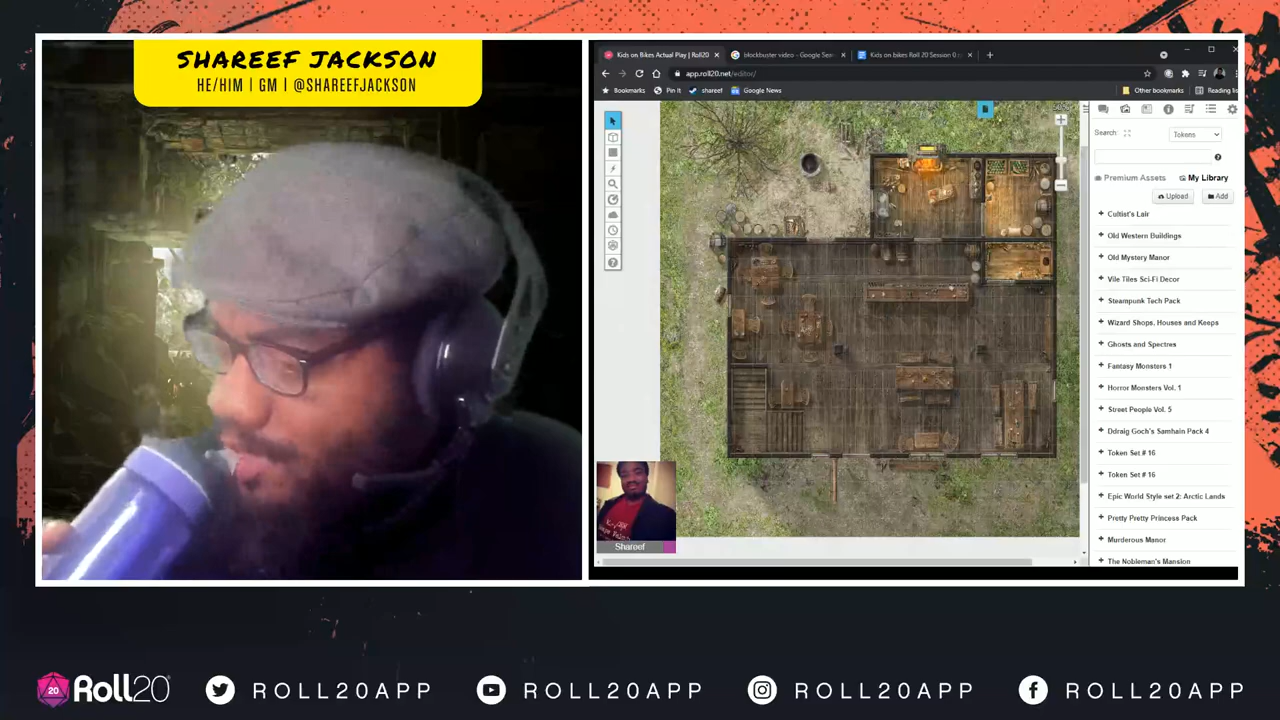 SHAREEF JACKSON
HE/HIM | GM | @SHAREEFJACKSON
Kids on Bikes Actual Play | Roll20
blockbuster video - Google Sear
Kids on bikes Roll 20 Session 0
app.roll20.net/editor/
Bookmarks
Pin It
shareef
Google News
Other bookmarks
Reading list
Search:
Tokens
Premium Assets
My Library
Upload
Add
Cultist's Lair
Old Western Buildings
Old Mystery Manor
Vile Tiles Sci-Fi Decor
Steampunk Tech Pack
Wizard Shops, Houses and Keeps
Ghosts and Spectres
Fantasy Monsters 1
Horror Monsters Vol. 1
Street People Vol. 5
Ddraig Goch's Samhain Pack 4
Token Set # 16
Token Set # 16
Epic World Style set 2: Arctic Lands
Pretty Pretty Princess Pack
Murderous Manor
The Nobleman's Mansion
Shareef
20
Roll20
ROLL20APP
ROLL20APP
ROLL20APP
ROLL20APP